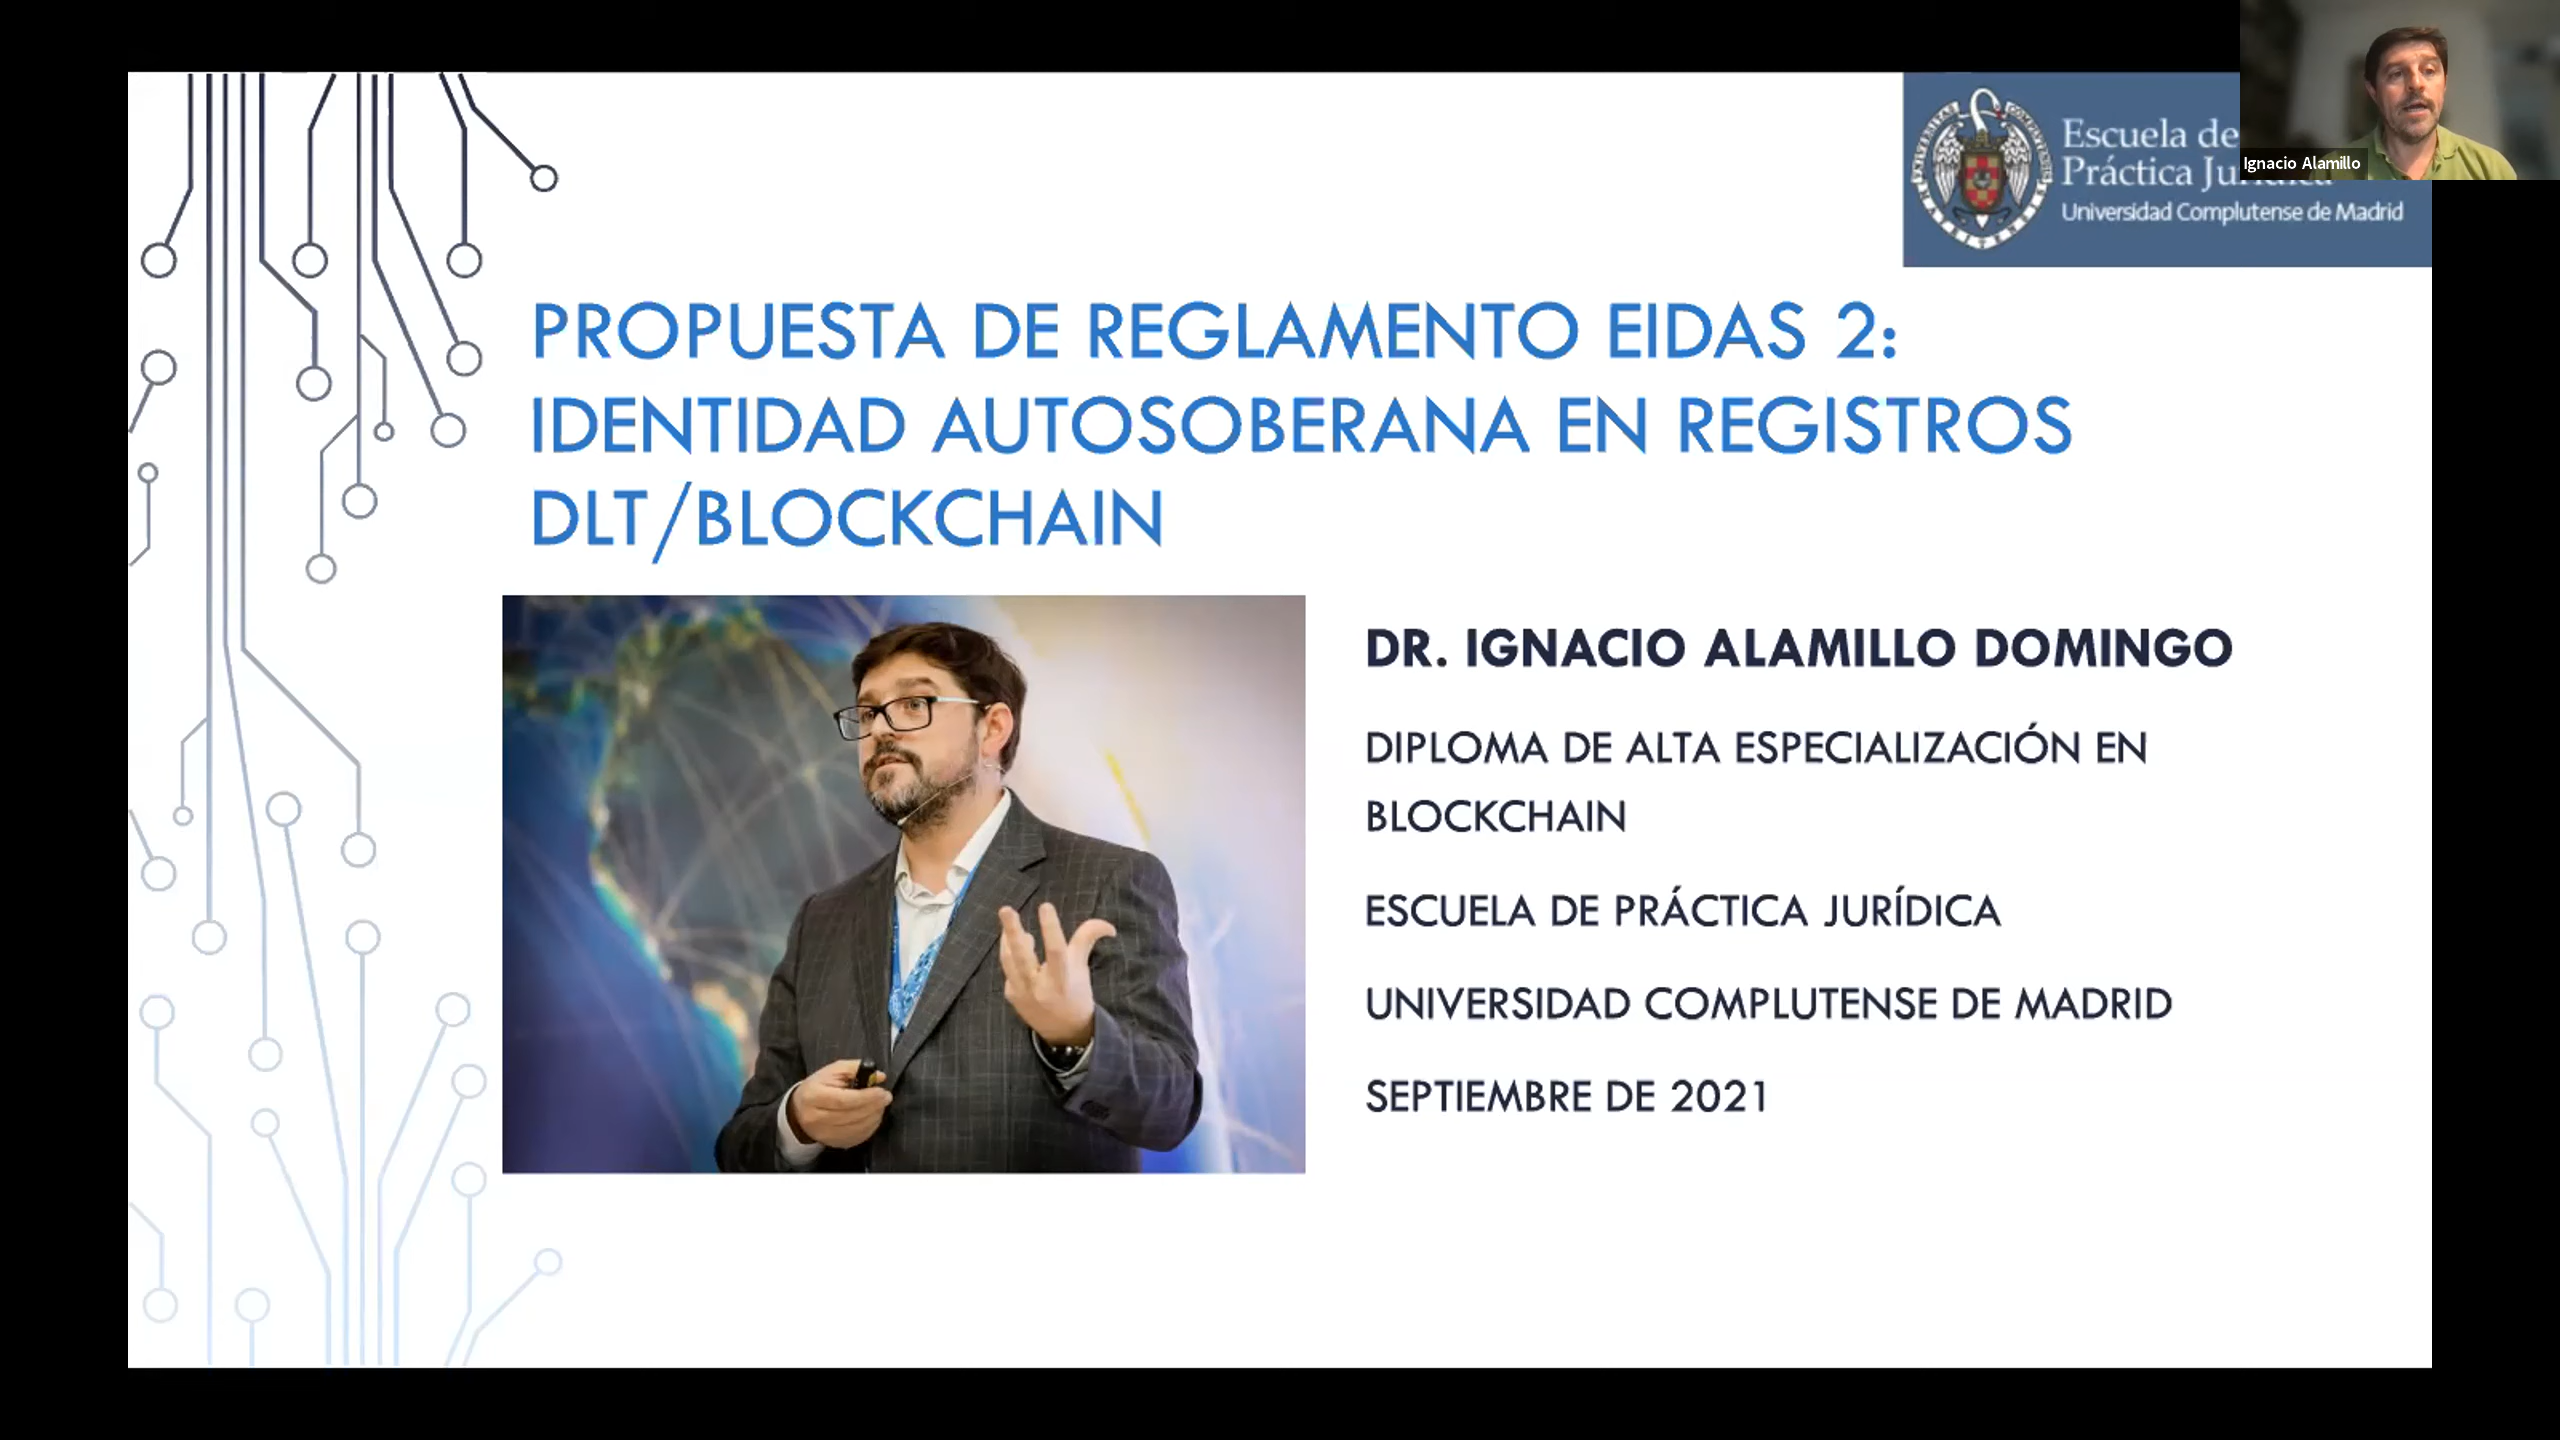 Escuela de
Práctica Jurídica
Universidad Complutense de Madrid
Ignacio Alamillo
PROPUESTA DE REGLAMENTO EIDAS 2:
IDENTIDAD AUTOSOBERANA EN REGISTROS
DLT/BLOCKCHAIN
DR. IGNACIO ALAMILLO DOMINGO
DIPLOMA DE ALTA ESPECIALIZACIÓN EN
BLOCKCHAIN
ESCUELA DE PRÁCTICA JURÍDICA
UNIVERSIDAD COMPLUTENSE DE MADRID
SEPTIEMBRE DE 2021